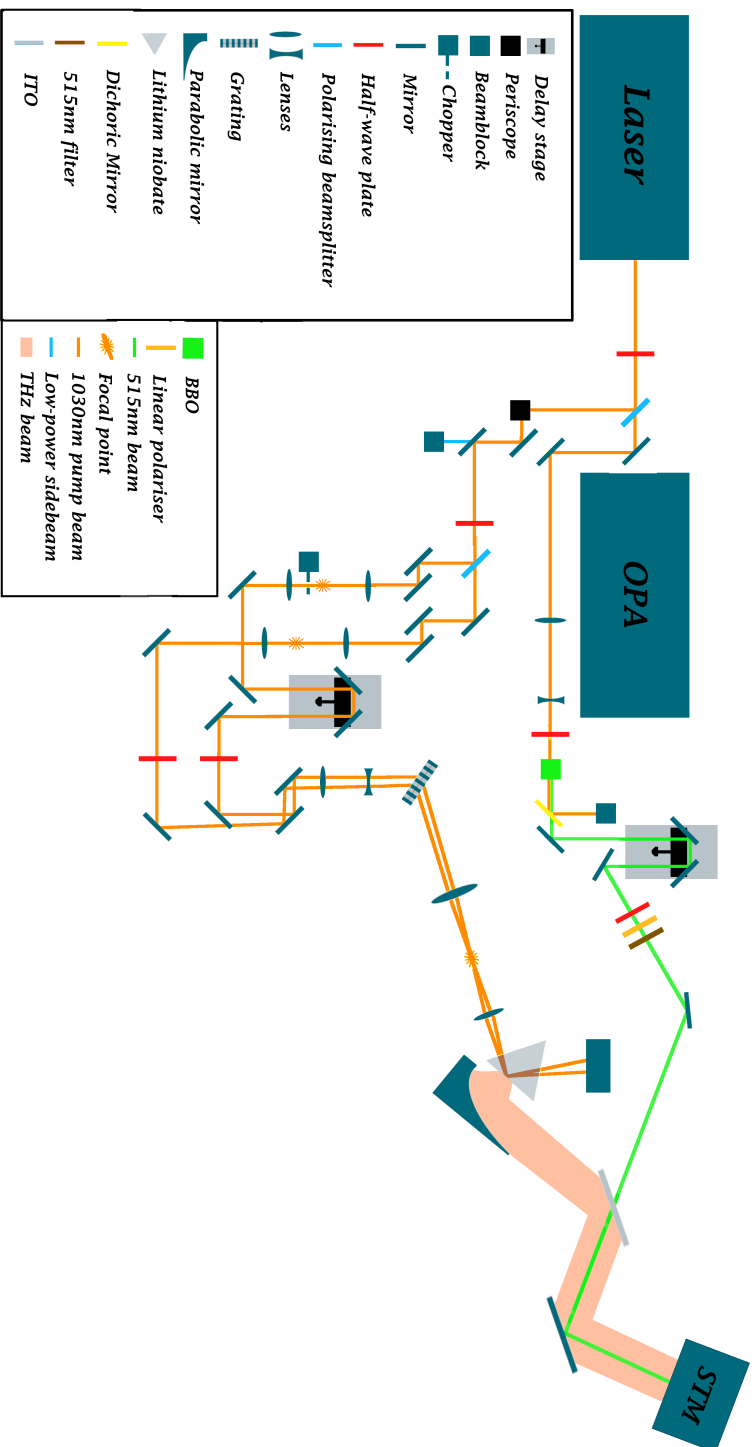 Laser
OPA
STM
Delay stage
Periscope
Beamblock
Chopper
Mirror
Half-wave plate
Polarising beamsplitter
Lenses
Grating
Parabolic mirror
Lithium niobate
Dichoric Mirror
515nm filter
ITO
BBO
Linear polariser
515nm beam
Focal point
1030nm pump beam
Low-power sidebeam
THz beam